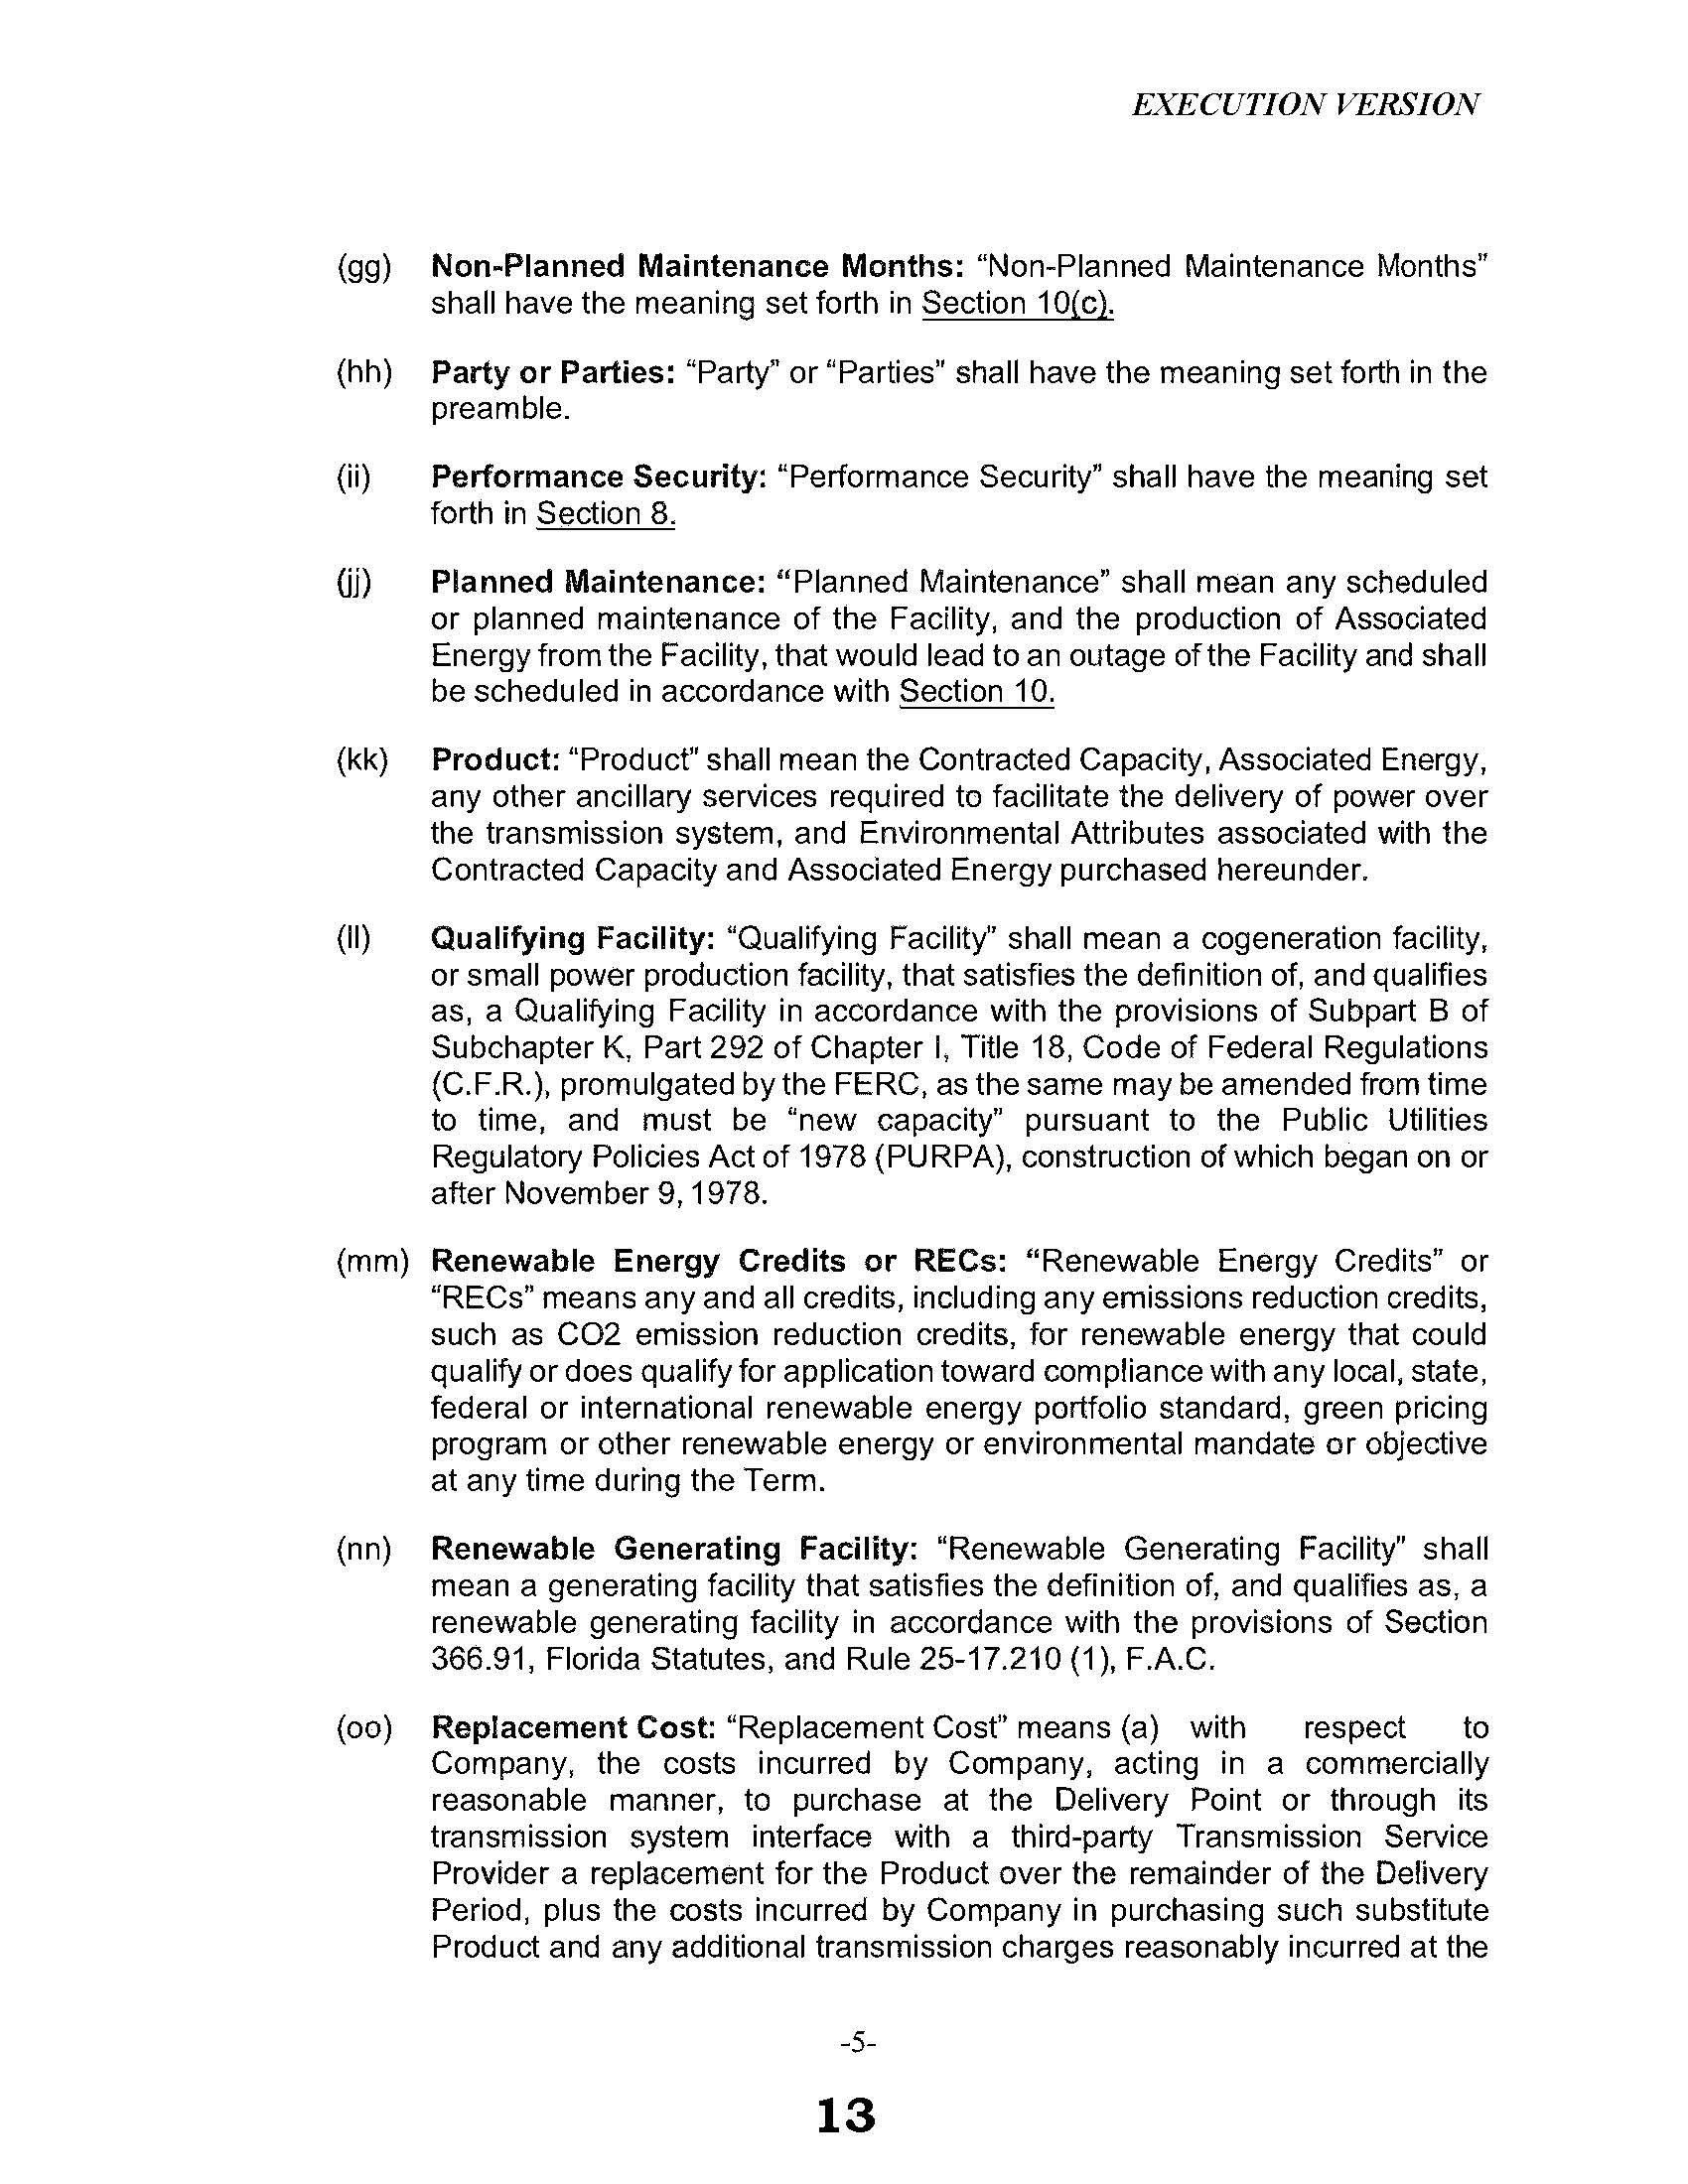 EXECUTION VERSION
(gg) Non-Planned Maintenance Months: “Non-Planned Maintenance Months”
shall have the meaning set forth in Section 10(c).
(hh) Party or Parties: “Party” or “Parties” shall have the meaning set forth in the
preamble.
(ii) Performance Security: “Performance Security” shall have the meaning set
forth in Section 8.
(jj) Planned Maintenance: “Planned Maintenance” shall mean any scheduled
or planned maintenance of the Facility, and the production of Associated
Energy from the Facility, that would lead to an outage of the Facility and shall
be scheduled in accordance with Section 10.
(kk) Product: “Product” shall mean the Contracted Capacity, Associated Energy,
any other ancillary services required to facilitate the delivery of power over
the transmission system, and Environmental Attributes associated with the
Contracted Capacity and Associated Energy purchased hereunder.
(ll) Qualifying Facility: “Qualifying Facility” shall mean a cogeneration facility,
or small power production facility, that satisfies the definition of, and qualifies
as, a Qualifying Facility in accordance with the provisions of Subpart B of
Subchapter K, Part 292 of Chapter I, Title 18, Code of Federal Regulations
(C.F.R.), promulgated by the FERC, as the same may be amended from time
to time, and must be “new capacity” pursuant to the Public Utilities
Regulatory Policies Act of 1978 (PURPA), construction of which began on or
after November 9, 1978.
(mm) Renewable Energy Credits or RECs: “Renewable Energy Credits” or
“RECs” means any and all credits, including any emissions reduction credits,
such as CO2 emission reduction credits, for renewable energy that could
qualify or does qualify for application toward compliance with any local, state,
federal or international renewable energy portfolio standard, green pricing
program or other renewable energy or environmental mandate or objective
at any time during the Term.
(nn) Renewable Generating Facility: “Renewable Generating Facility” shall
mean a generating facility that satisfies the definition of, and qualifies as, a
renewable generating facility in accordance with the provisions of Section
366.91, Florida Statutes, and Rule 25-17.210 (1), F.A.C.
(oo) Replacement Cost: “Replacement Cost” means (a) with respect to
Company, the costs incurred by Company, acting in a commercially
reasonable manner, to purchase at the Delivery Point or through its
transmission system interface with a third-party Transmission Service
Provider a replacement for the Product over the remainder of the Delivery
Period, plus the costs incurred by Company in purchasing such substitute
Product and any additional transmission charges reasonably incurred at the
-5-
13